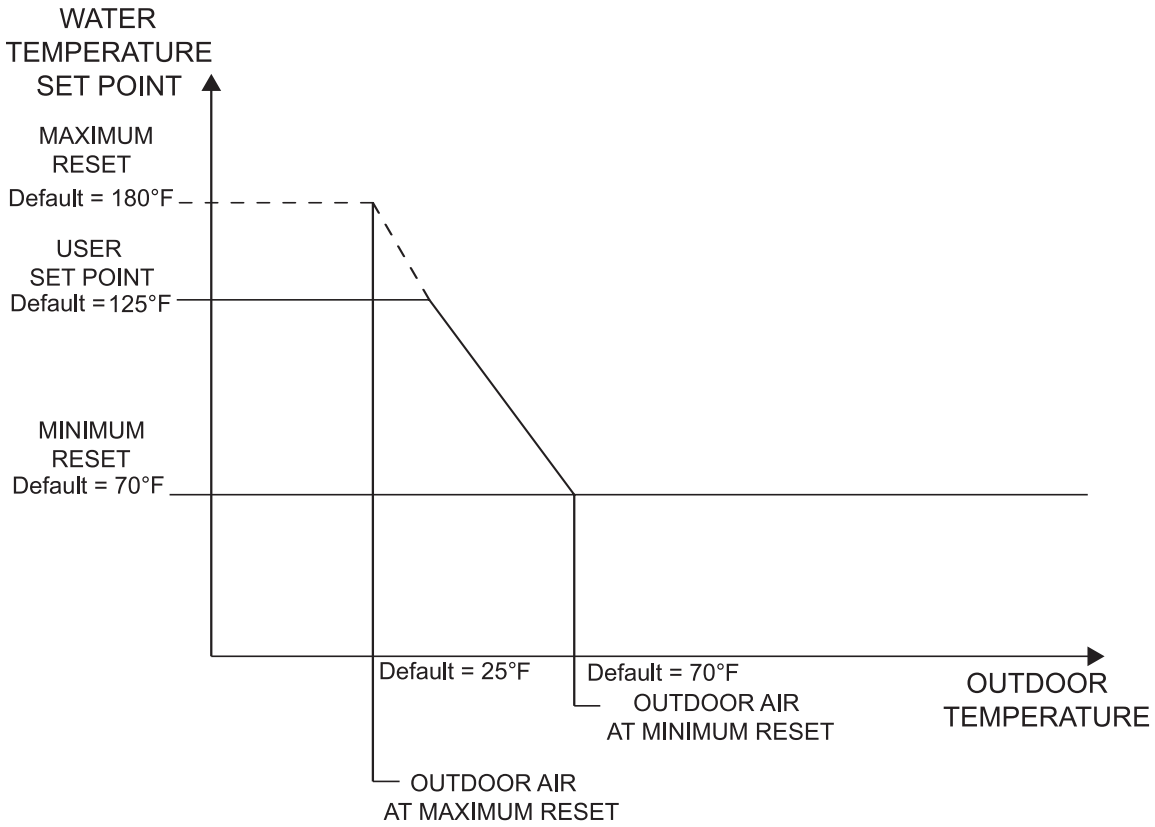 WATER
TEMPERATURE
SET POINT
MAXIMUM
RESET
Default = 180°F
USER
SET POINT
Default =125°F
MINIMUM
RESET
Default = 70°F
Default = 25°F
Default = 70°F
OUTDOOR
TEMPERATURE
OUTDOOR AIR
AT MINIMUM RESET
OUTDOOR AIR
AT MAXIMUM RESET